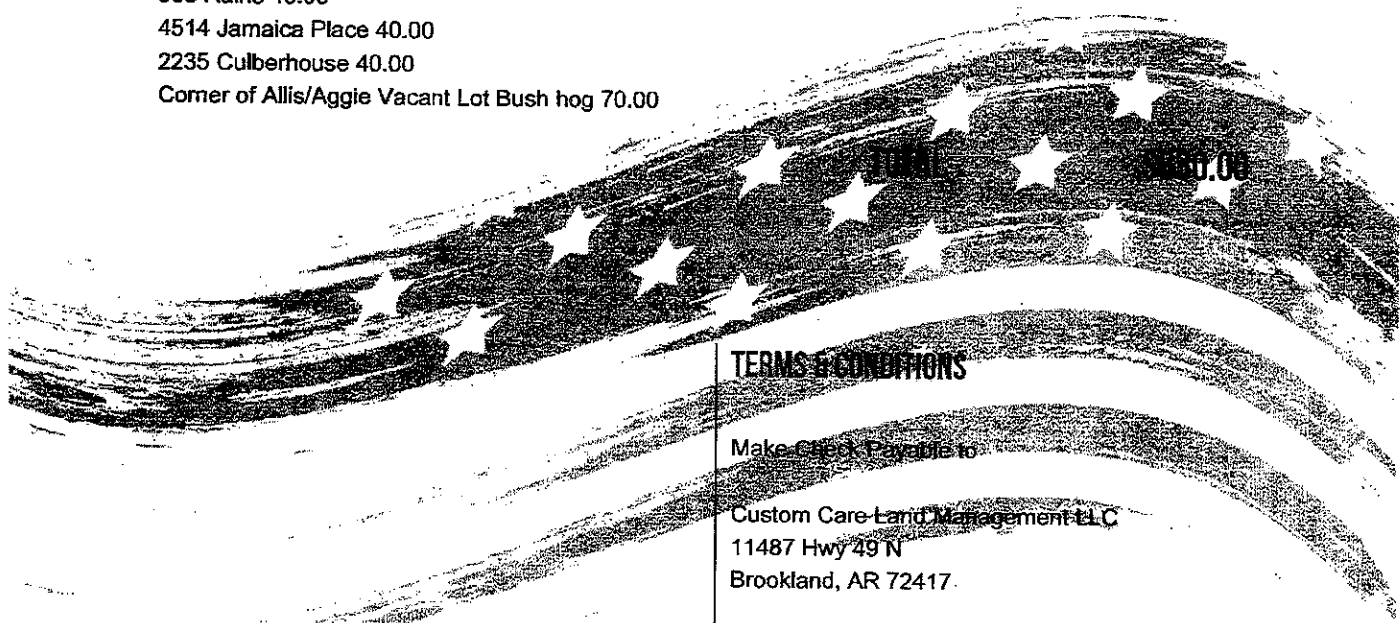 4514 Jamaica Place 40.00
2235 Culberhouse 40.00
Corner of Allis/Aggie Vacant Lot Bush hog 70.00
TOTAL
TERMS & CONDITIONS
Make Check Payable to
Custom Care Land Management LLC
11487 Hwy 49 N
Brookland, AR 72417